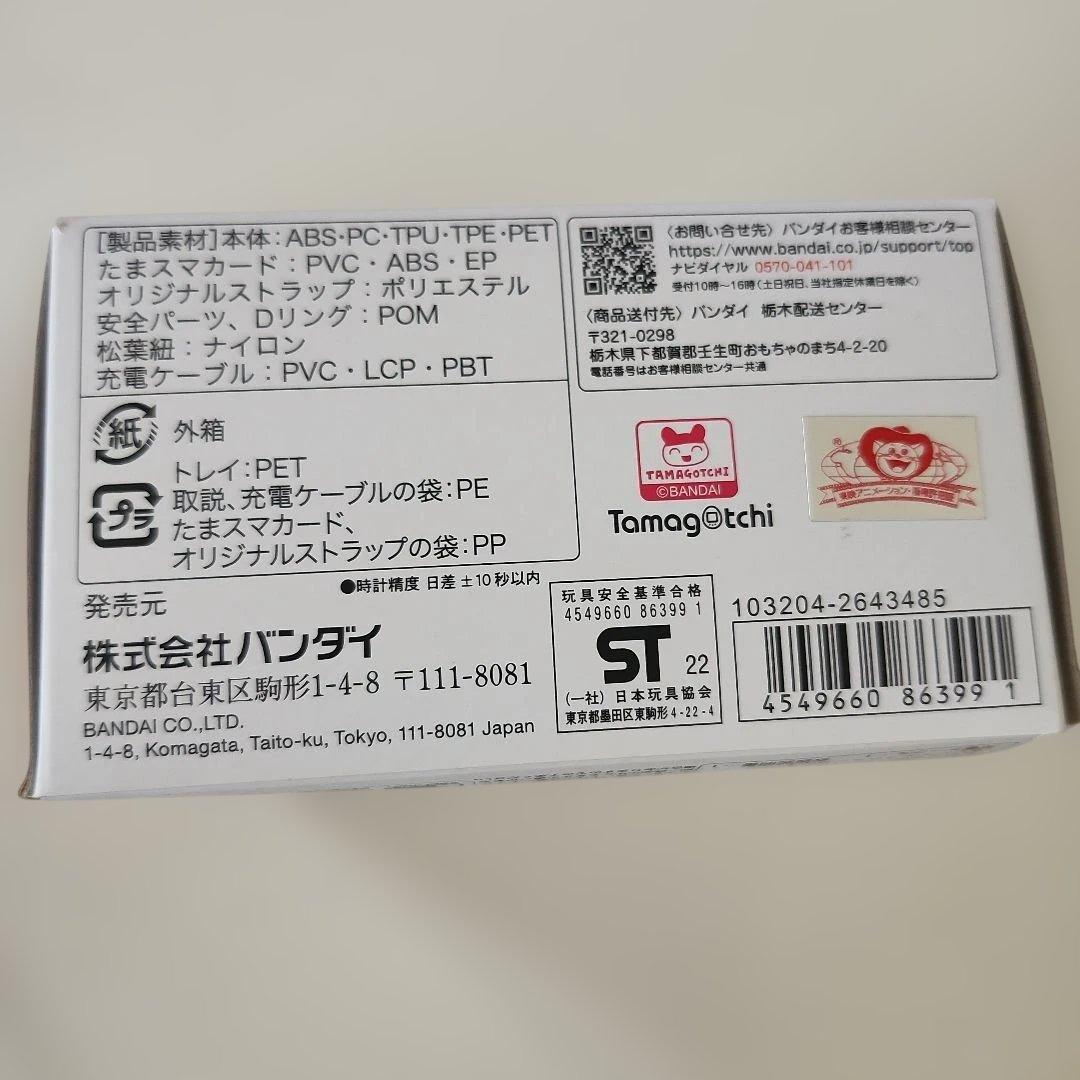 [製品素材]本体:ABS・PC・TPU・TPE・PET
たまスマカード:PVC・ABS・EP
オリジナルストラップ:ポリエステル
安全パーツ、Dリング:POM
松葉紐:ナイロン
充電ケーブル:PVC・LCP・PBT
紙 外箱
プラ
トレイ:PET
取説、充電ケーブルの袋:PE
たまスマカード、
オリジナルストラップの袋:PP
〈お問い合せ先〉バンダイお客様相談センター
https://www.bandai.co.jp/support/top
ナビダイヤル 0570-041-101
受付10時~16時(土日祝日、当社指定休業日を除く)
〈商品送付先〉バンダイ 栃木配送センター
〒321-0298
栃木県下都賀郡壬生町おもちゃのまち4-2-20
電話番号はお客様相談センター共通
TAMAGOTCHI
©BANDAI
Tamagotchi
®
東映アニメーション・
●時計精度 日差±10秒以内
発売元
株式会社バンダイ
東京都台東区駒形1-4-8 〒111-8081
BANDAI CO.,LTD.
1-4-8, Komagata, Taito-ku, Tokyo, 111-8081 Japan
玩具安全基準合格
4549660 86399 1
ST 22
(一社)日本玩具協会
東京都墨田区東駒形4-22-4
103204-2643485
4549660 863991